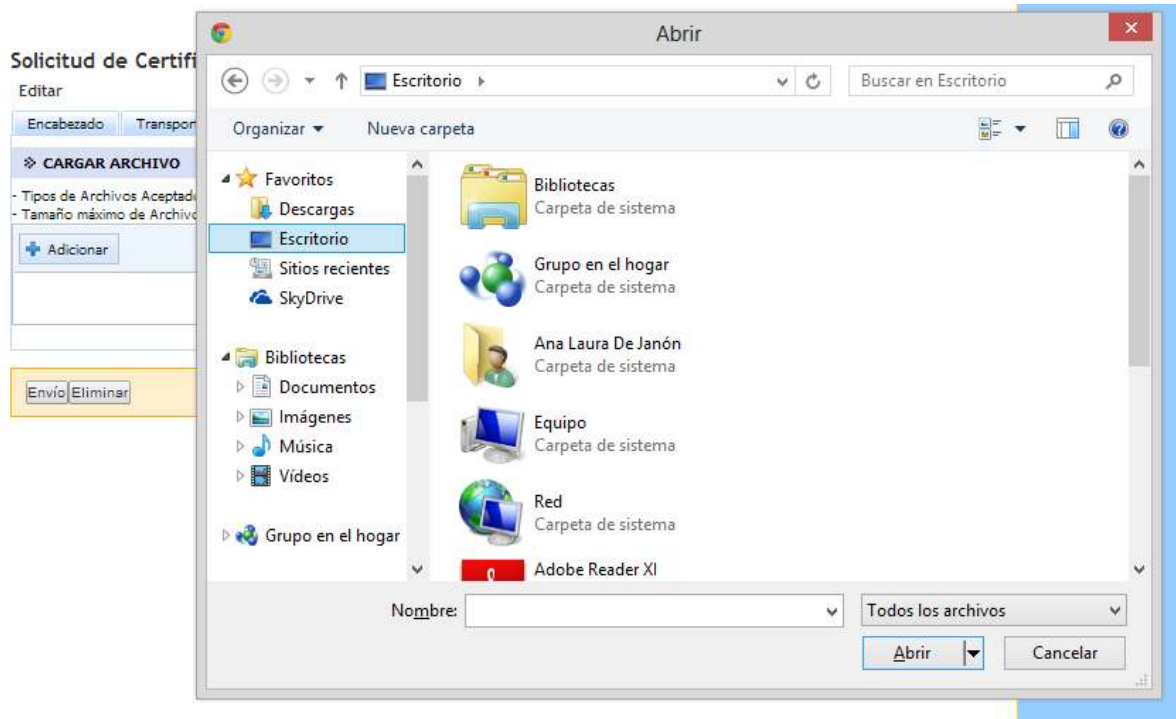 Abrir
Solicitud de Certifi
Editar
Encabezado Transpor
CARGAR ARCHIVO
- Tipos de Archivos Aceptad
- Tamaño máximo de Archivo
Adicionar
Envío Eliminar
Escritorio
Buscar en Escritorio
Organizar Nueva carpeta
Favoritos
Descargas
Escritorio
Sitios recientes
SkyDrive
Bibliotecas
Documentos
Imágenes
Música
Vídeos
Grupo en el hogar
Bibliotecas
Carpeta de sistema
Grupo en el hogar
Carpeta de sistema
Ana Laura De Janón
Carpeta de sistema
Equipo
Carpeta de sistema
Red
Carpeta de sistema
Adobe Reader XI
Nombre:
Todos los archivos
Abrir Cancelar